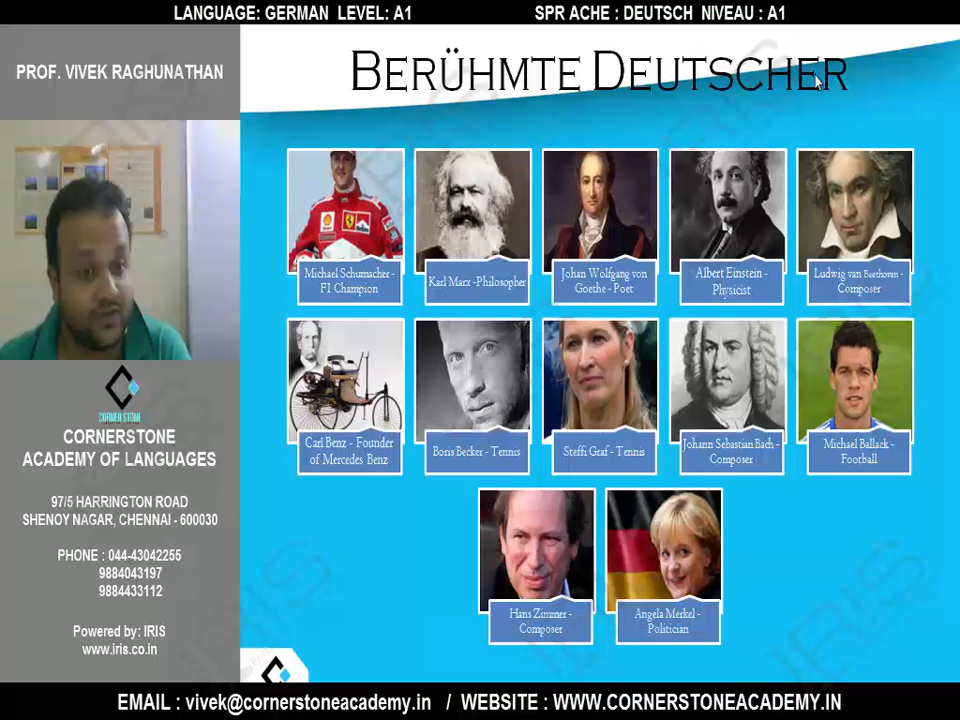 LANGUAGE: GERMAN LEVEL: A1
SPR ACHE : DEUTSCH NIVEAU : A1
PROF. VIVEK RAGHUNATHAN
BERÜHMTE DEUTSCHER
Michael Schumacher -
F1 Champion
Karl Marx -Philosopher
Johan Wolfgang von
Goethe - Poet
Albert Einstein -
Physicist
Ludwig van Beethoven -
Composer
Carl Benz - Founder
of Mercedes Benz
Boris Becker - Tennis
Steffi Graf - Tennis
Johann Sebastian Bach -
Composer
Michael Ballack -
Football
Hans Zimmer -
Composer
Angela Merkel -
Politician
CORNER STONE
CORNERSTONE
ACADEMY OF LANGUAGES
97/5 HARRINGTON ROAD
SHENOY NAGAR, CHENNAI - 600030
PHONE : 044-43042255
9884043197
9884433112
Powered by: IRIS
www.iris.co.in
EMAIL : vivek@cornerstoneacademy.in / WEBSITE : WWW.CORNERSTONEACADEMY.IN